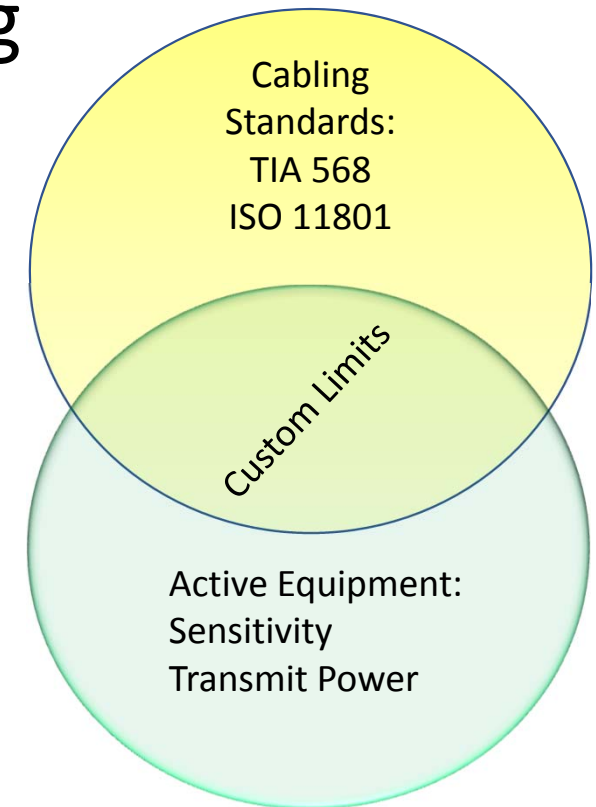 g
Cabling
Standards:
TIA 568
ISO 11801
Custom Limits
Active Equipment:
Sensitivity
Transmit Power